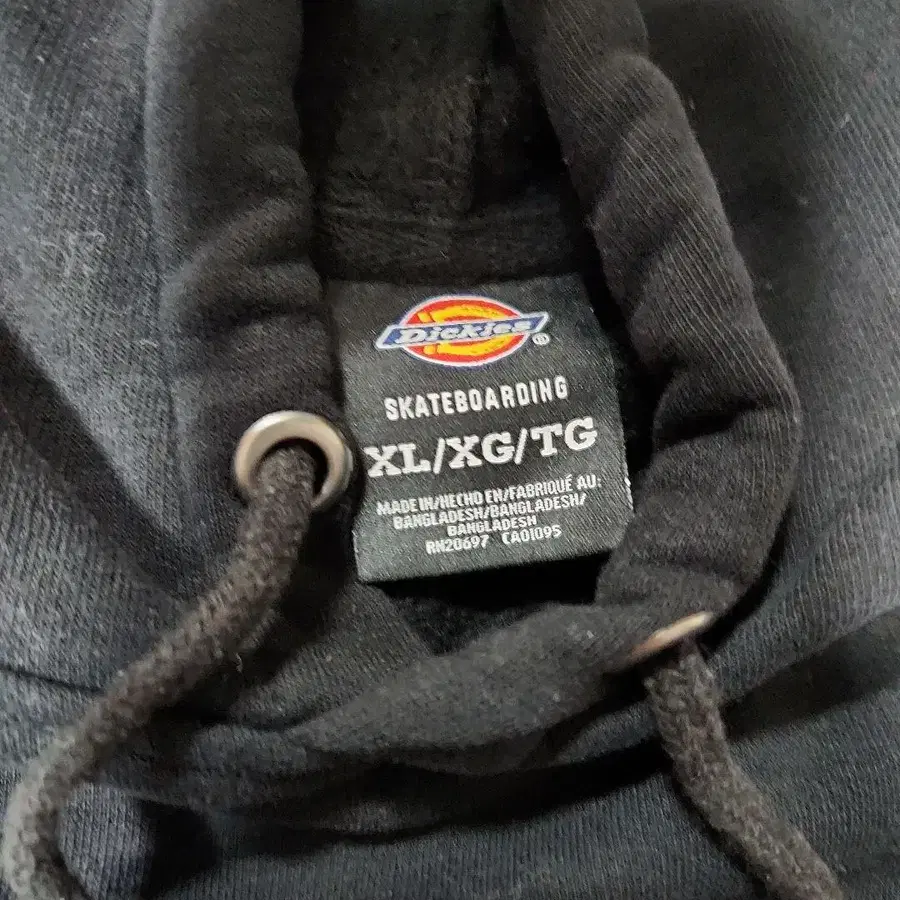 Dickies®
SKATEBOARDING
XL/XG/TG
MADE IN/HECHO EN/FABRIQUÉ AU:
BANGLADESH/BANGLADESH/
BANGLADESH
RN20697 CA01095